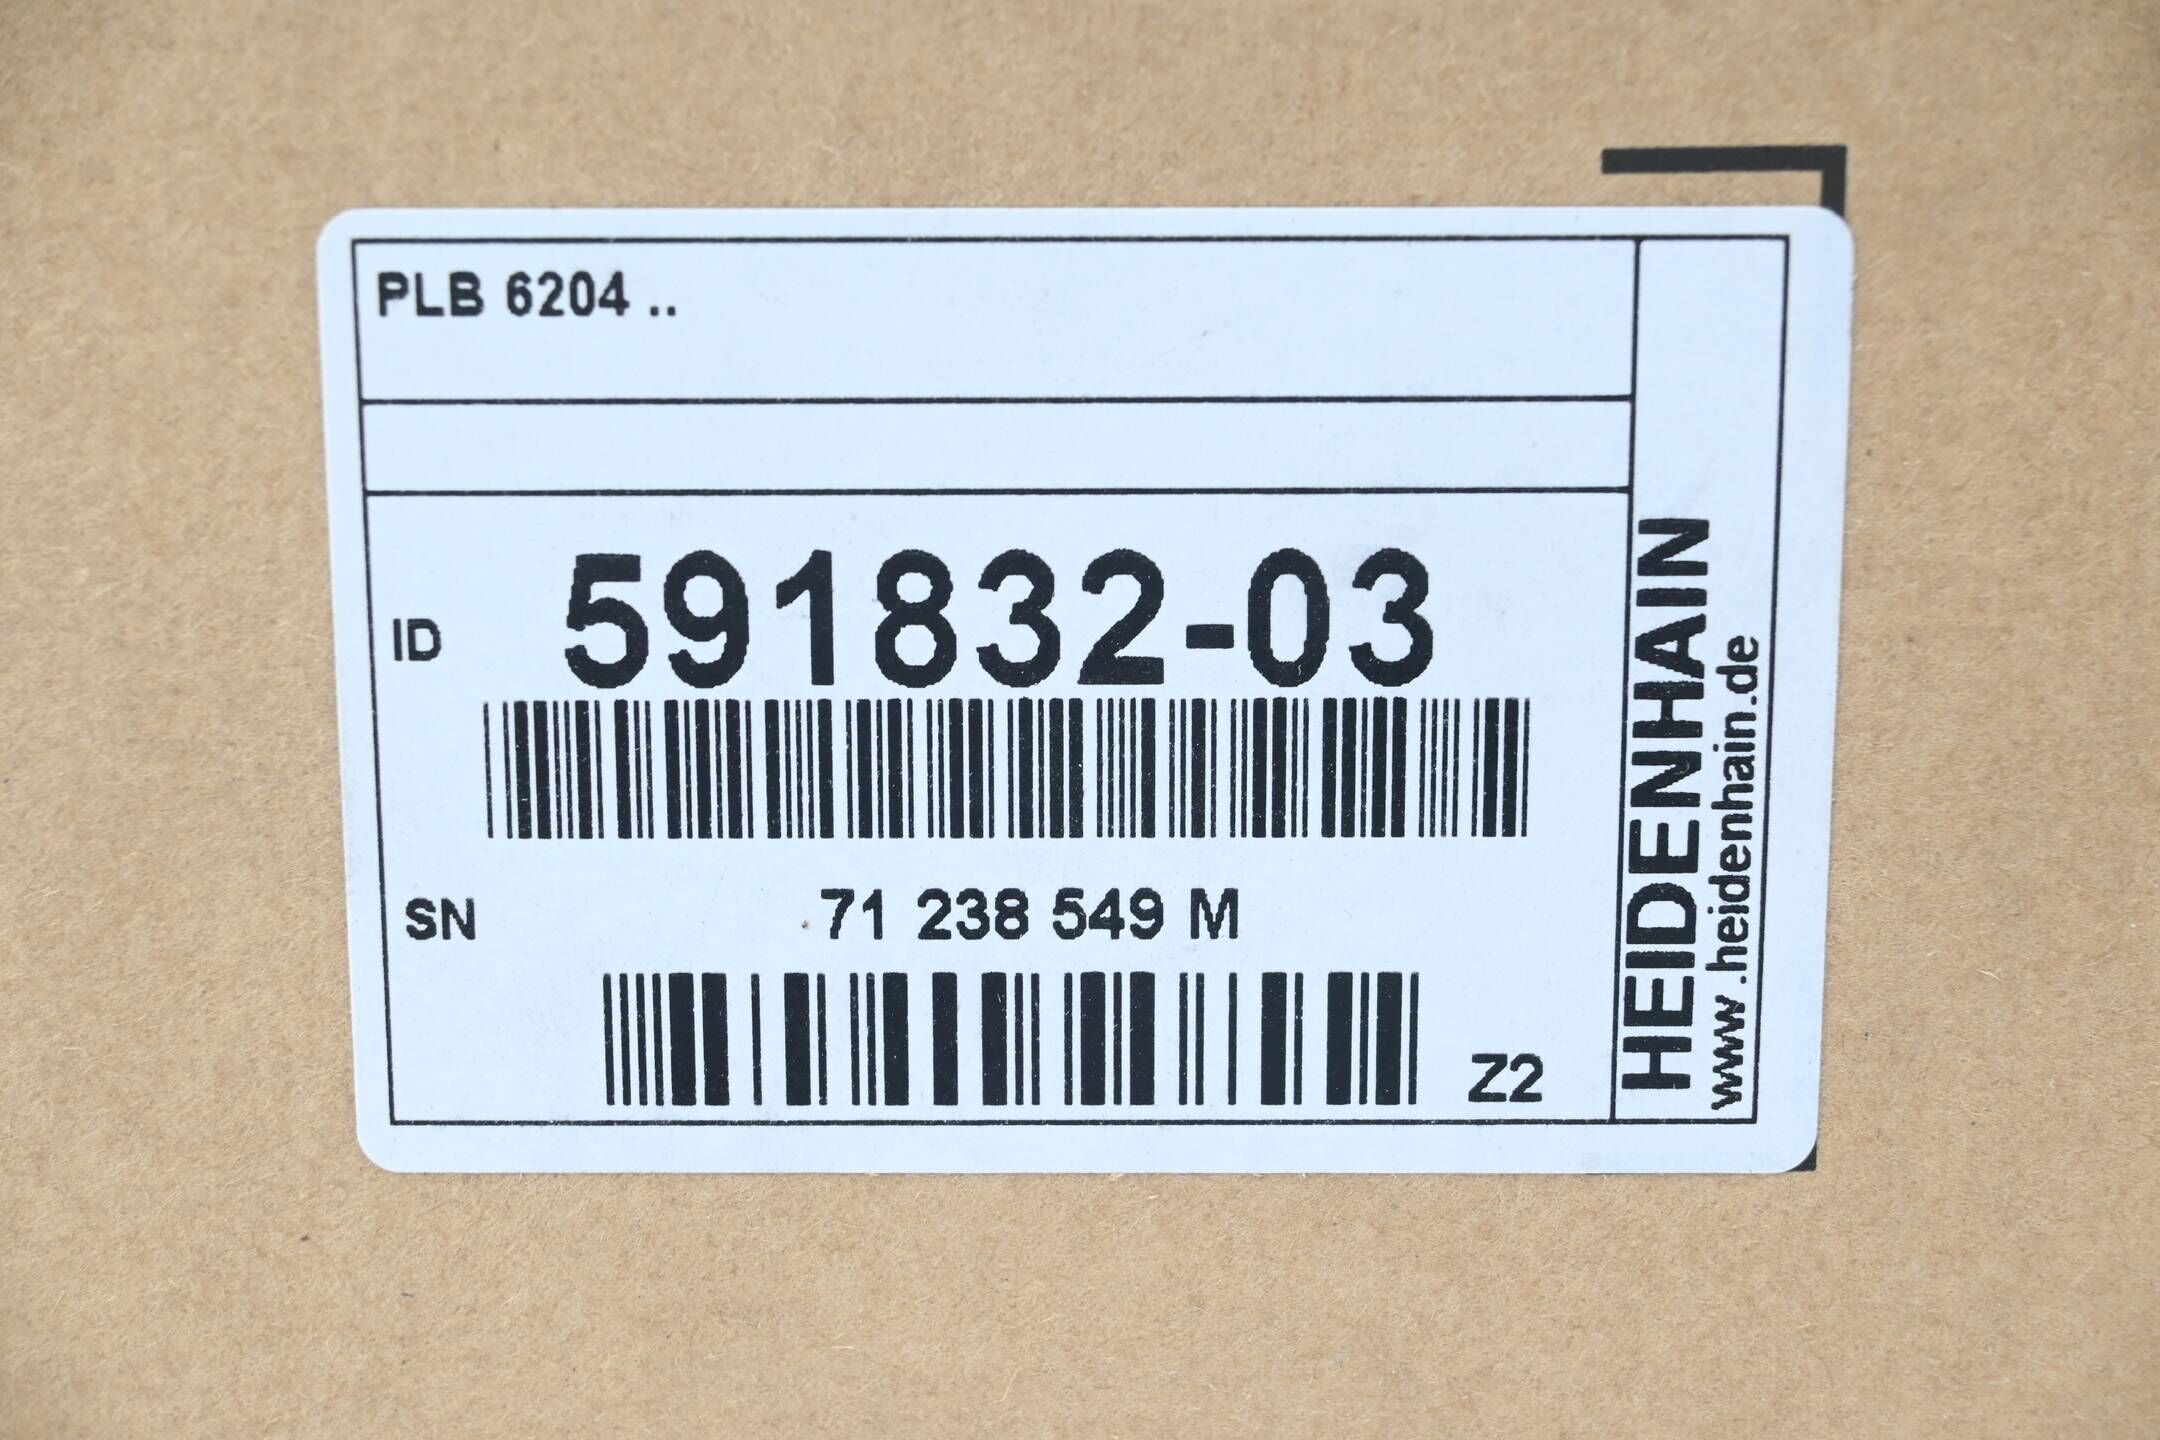 PLB 6204 ..
ID 591832-03
SN 71 238 549 M
Z2
HEIDENHAIN
www.heidenhain.de